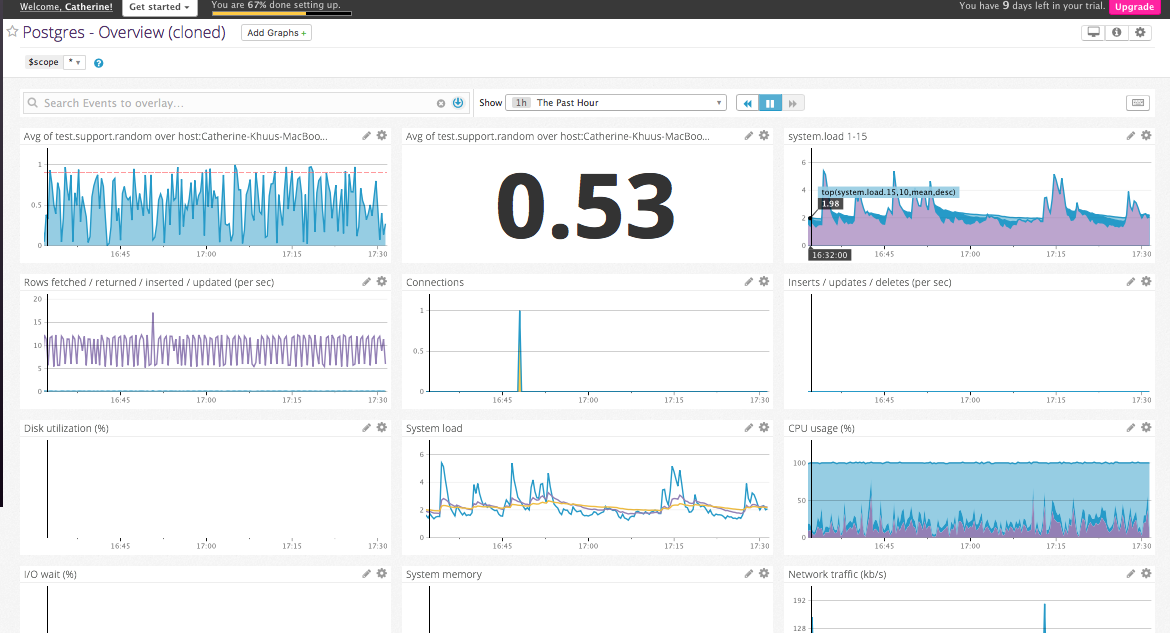 Welcome, Catherine!
Get started
You are 67% done setting up.
You have 9 days left in your trial.
Upgrade
Postgres - Overview (cloned)
Add Graphs +
$scope
*
?
Search Events to overlay...
Show
1h The Past Hour
Avg of test.support.random over host:Catherine-Khuus-MacBoo...
1
0.5
0
16:45 17:00 17:15 17:30
Avg of test.support.random over host:Catherine-Khuus-MacBoo...
0.53
system.load 1-15
6
4
2
0
top(system.load.15,10,mean,desc)
1.98
16:32:00
16:45 17:00 17:15 17:30
Rows fetched / returned / inserted / updated (per sec)
20
15
10
5
0
16:45 17:00 17:15 17:30
Connections
1
0.5
0
16:45 17:00 17:15 17:30
Inserts / updates / deletes (per sec)
16:45 17:00 17:15 17:30
Disk utilization (%)
16:45 17:00 17:15 17:30
System load
6
4
2
0
16:45 17:00 17:15 17:30
CPU usage (%)
100
50
0
16:45 17:00 17:15 17:30
I/O wait (%)
System memory
Network traffic (kb/s)
192
128